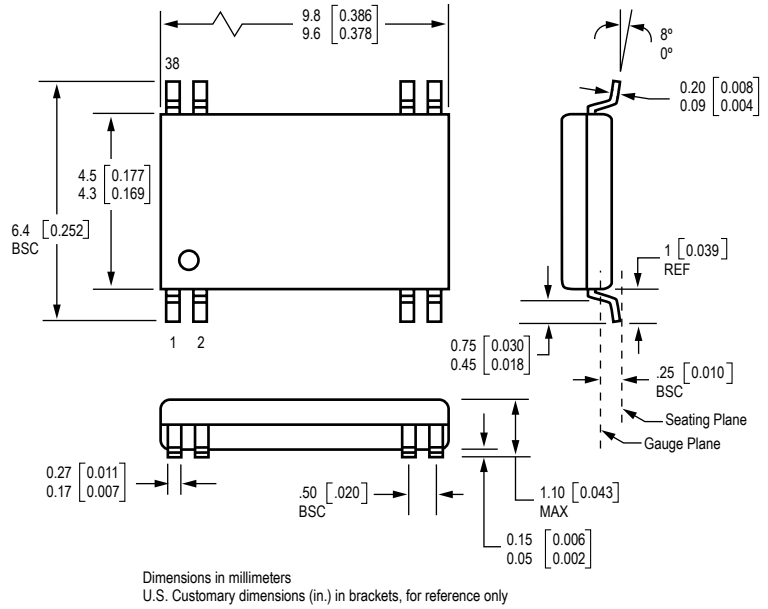 9.8 [0.386]
9.6 [0.378]
8º
0º
38
0.20 [0.008]
0.09 [0.004]
4.5 [0.177]
4.3 [0.169]
6.4 [0.252]
BSC
1 [0.039]
REF
1 2
0.75 [0.030]
0.45 [0.018]
.25 [0.010]
BSC
Seating Plane
Gauge Plane
0.27 [0.011]
0.17 [0.007]
.50 [.020]
BSC
1.10 [0.043]
MAX
0.15 [0.006]
0.05 [0.002]
Dimensions in millimeters
U.S. Customary dimensions (in.) in brackets, for reference only